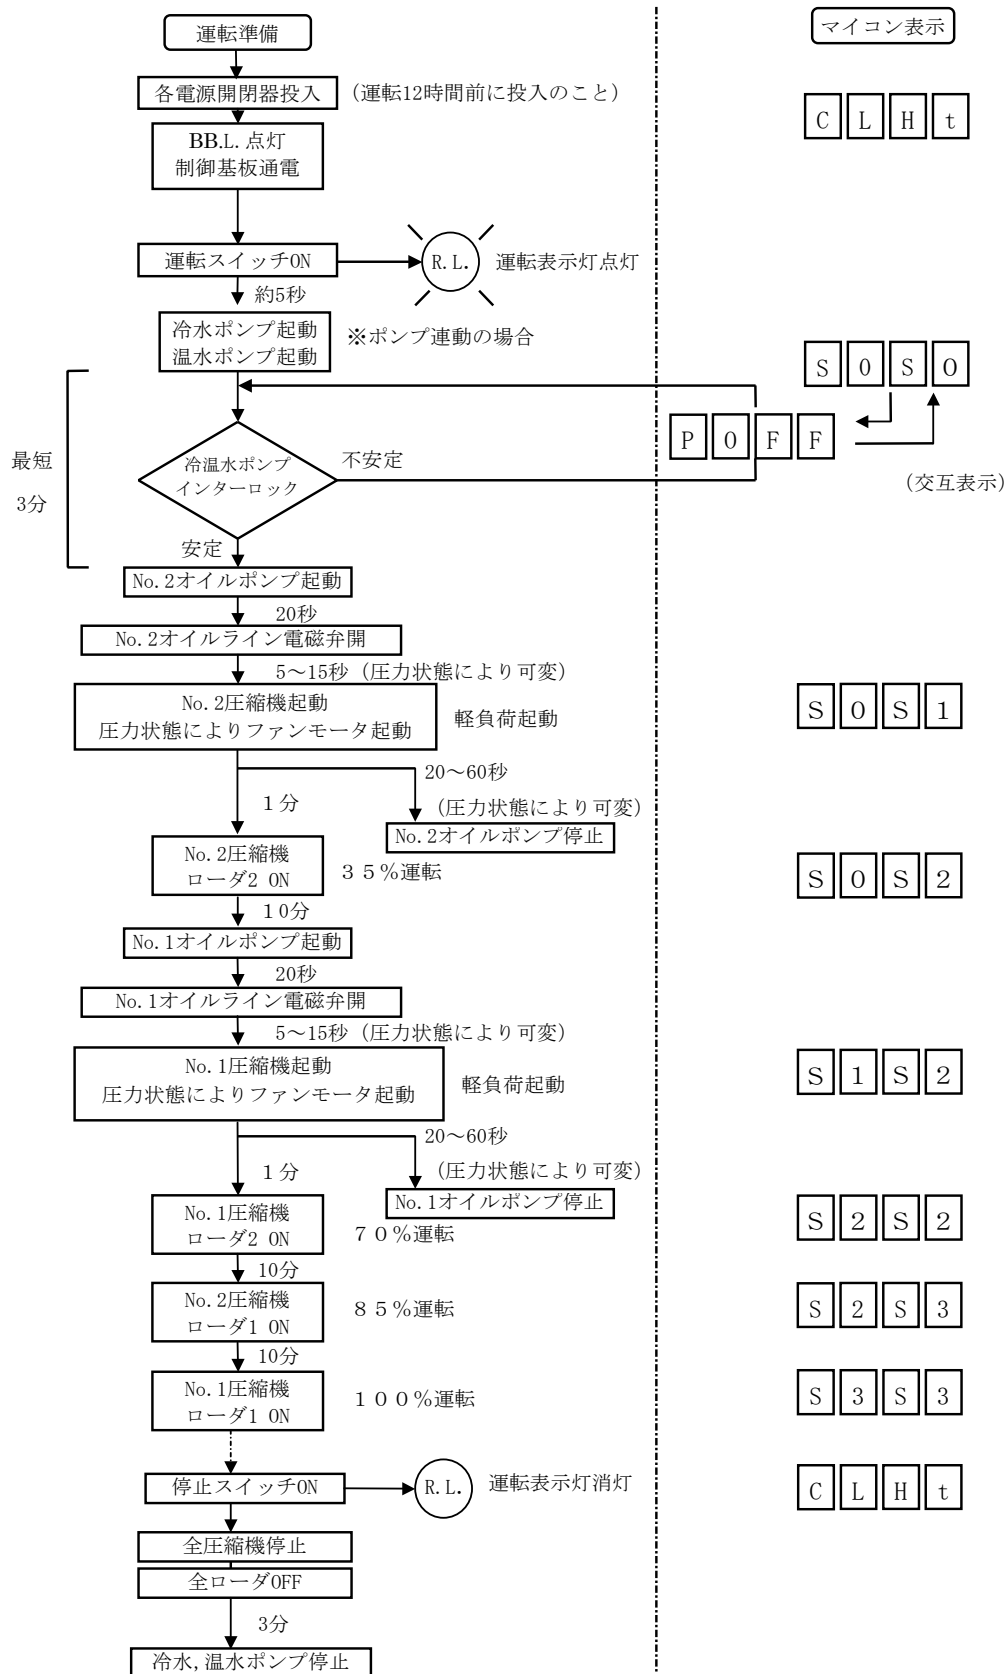 運転準備
マイコン表示
各電源開閉器投入
(運転12時間前に投入のこと)
C L H t
BB.L. 点灯
制御基板通電
運転スイッチON
R.L.
運転表示灯点灯
約5秒
冷水ポンプ起動
温水ポンプ起動
※ポンプ連動の場合
S 0 S 0
P 0 F F
(交互表示)
最短
3分
冷温水ポンプ
インターロック
不安定
安定
No.2オイルポンプ起動
20秒
No.2オイルライン電磁弁開
5～15秒 (圧力状態により可変)
No.2圧縮機起動
圧力状態によりファンモータ起動
軽負荷起動
S 0 S 1
20～60秒
(圧力状態により可変)
1分
No.2オイルポンプ停止
No.2圧縮機
ローダ2 ON
35%運転
S 0 S 2
10分
No.1オイルポンプ起動
20秒
No.1オイルライン電磁弁開
5～15秒 (圧力状態により可変)
No.1圧縮機起動
圧力状態によりファンモータ起動
軽負荷起動
S 1 S 2
20～60秒
(圧力状態により可変)
1分
No.1オイルポンプ停止
No.1圧縮機
ローダ2 ON
70%運転
S 2 S 2
10分
No.2圧縮機
ローダ1 ON
85%運転
S 2 S 3
10分
No.1圧縮機
ローダ1 ON
100%運転
S 3 S 3
停止スイッチON
R.L.
運転表示灯消灯
C L H t
全圧縮機停止
全ローダOFF
3分
冷水,温水ポンプ停止